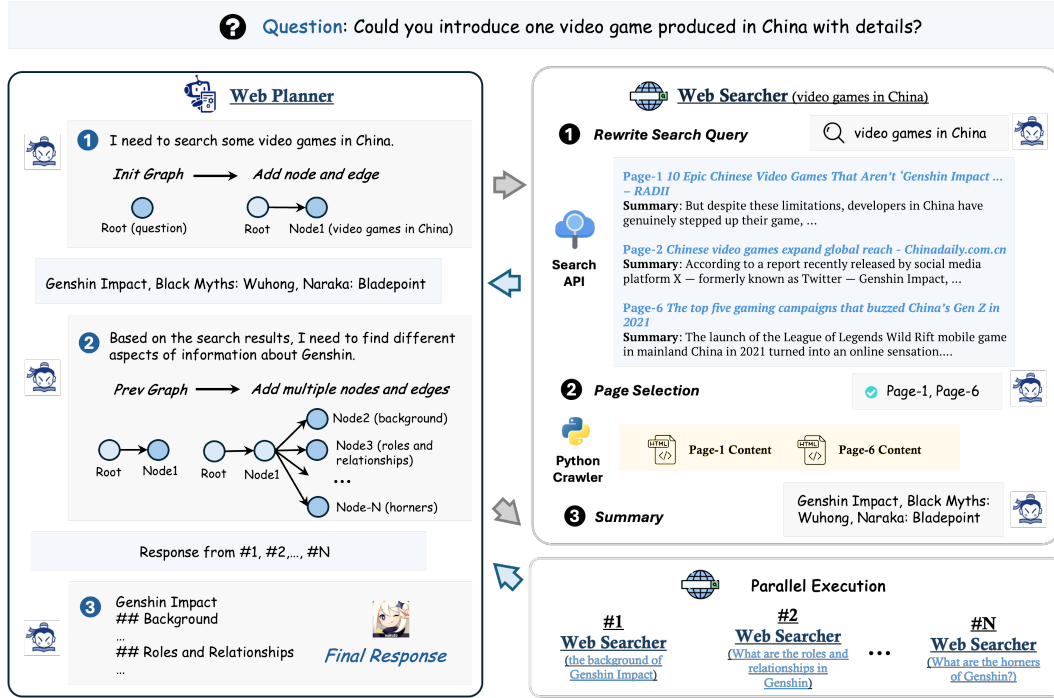 ? Question: Could you introduce one video game produced in China with details?
Web Planner
1 I need to search some video games in China.
Init Graph Add node and edge
Root (question) Root Node1 (video games in China)
Genshin Impact, Black Myths: Wuhong, Naraka: Bladepoint
2 Based on the search results, I need to find different
aspects of information about Genshin.
Prev Graph Add multiple nodes and edges
Node2 (background)
Node3 (roles and
relationships)
Root Node1 Root Node1
...
Node-N (horners)
Response from #1, #2,..., #N
3 Genshin Impact
## Background
...
## Roles and Relationships
...
Final Response
Web Searcher (video games in China)
1 Rewrite Search Query
video games in China
Search
API
Page-1 10 Epic Chinese Video Games That Aren't 'Genshin Impact ...
– RADII
Summary: But despite these limitations, developers in China have
genuinely stepped up their game, ...
Page-2 Chinese video games expand global reach - Chinadaily.com.cn
Summary: According to a report recently released by social media
platform X — formerly known as Twitter — Genshin Impact, ...
Page-6 The top five gaming campaigns that buzzed China's Gen Z in
2021
Summary: The launch of the League of Legends Wild Rift mobile game
in mainland China in 2021 turned into an online sensation....
2 Page Selection
Page-1, Page-6
Python
Crawler
HTML Page-1 Content HTML Page-6 Content
3 Summary
Genshin Impact, Black Myths:
Wuhong, Naraka: Bladepoint
Parallel Execution
#1
Web Searcher
(the background of
Genshin Impact)
#2
Web Searcher
(What are the roles and
relationships in
Genshin)
...
#N
Web Searcher
(What are the horners
of Genshin?)